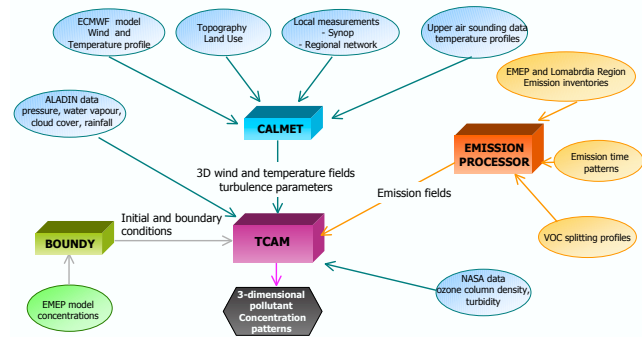 ECMWF model
Wind and
Temperature profile
Topography
Land Use
Local measurements
- Synop
- Regional network
Upper air sounding data
temperature profiles
EMEP and Lomabrdia Region
Emission inventories
ALADIN data
pressure, water vapour,
cloud cover, rainfall
CALMET
EMISSION
PROCESSOR
Emission time
patterns
3D wind and temperature fields
turbulence parameters
Emission fields
Initial and boundary
conditions
BOUNDY
TCAM
VOC splitting profiles
EMEP model
concentrations
3-dimensional
pollutant
Concentration
patterns
NASA data
ozone column density,
turbidity